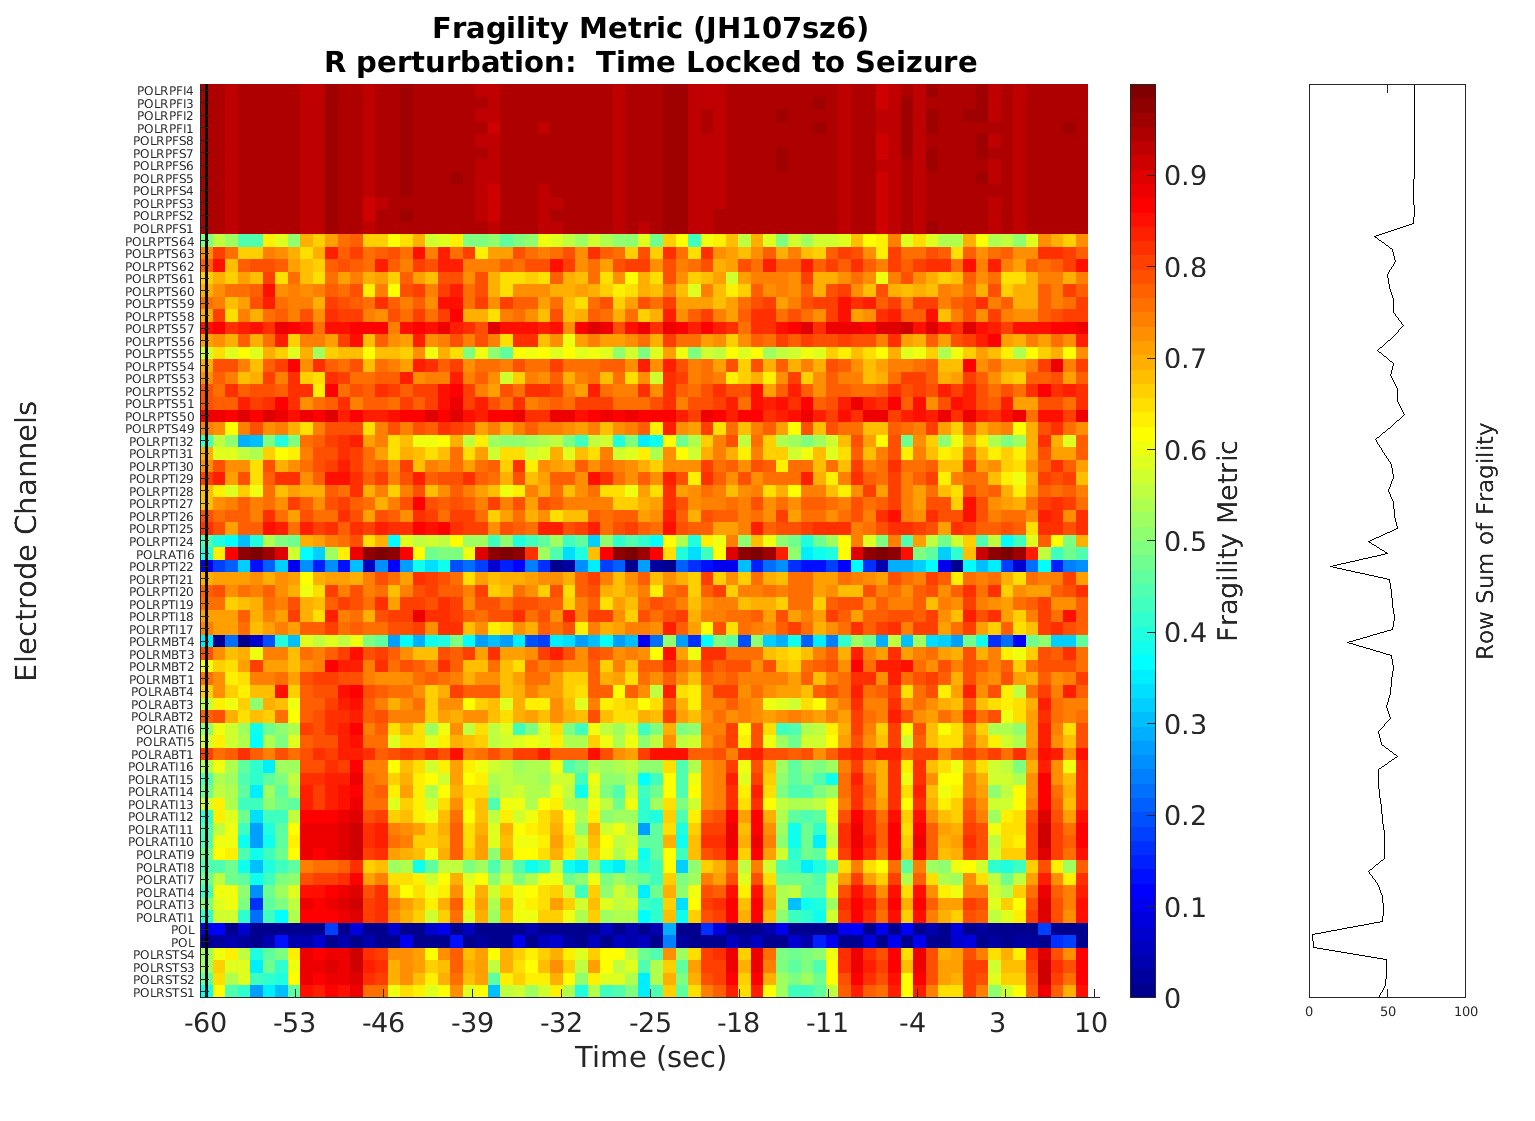 Fragility Metric (JH107sz6)
R perturbation:  Time Locked to Seizure
Electrode Channels
POLRPFI4
POLRPFI3
POLRPFI2
POLRPFI1
POLRPFS8
POLRPFS7
POLRPFS6
POLRPFS5
POLRPFS4
POLRPFS3
POLRPFS2
POLRPFS1
POLRPTS64
POLRPTS63
POLRPTS62
POLRPTS61
POLRPTS60
POLRPTS59
POLRPTS58
POLRPTS57
POLRPTS56
POLRPTS55
POLRPTS54
POLRPTS53
POLRPTS52
POLRPTS51
POLRPTS50
POLRPTS49
POLRPTI32
POLRPTI31
POLRPTI30
POLRPTI29
POLRPTI28
POLRPTI27
POLRPTI26
POLRPTI25
POLRPTI24
POLRATI6
POLRPTI22
POLRPTI21
POLRPTI20
POLRPTI19
POLRPTI18
POLRPTI17
POLRMBT4
POLRMBT3
POLRMBT2
POLRMBT1
POLRABT4
POLRABT3
POLRABT2
POLRATI6
POLRATI5
POLRABT1
POLRATI16
POLRATI15
POLRATI14
POLRATI13
POLRATI12
POLRATI11
POLRATI10
POLRATI9
POLRATI8
POLRATI7
POLRATI4
POLRATI3
POLRATI1
POL
POL
POLRSTS4
POLRSTS3
POLRSTS2
POLRSTS1
-60 -53 -46 -39 -32 -25 -18 -11 -4 3 10
Time (sec)
0.9
0.8
0.7
0.6
0.5
0.4
0.3
0.2
0.1
0
Fragility Metric
0 50 100
Row Sum of Fragility